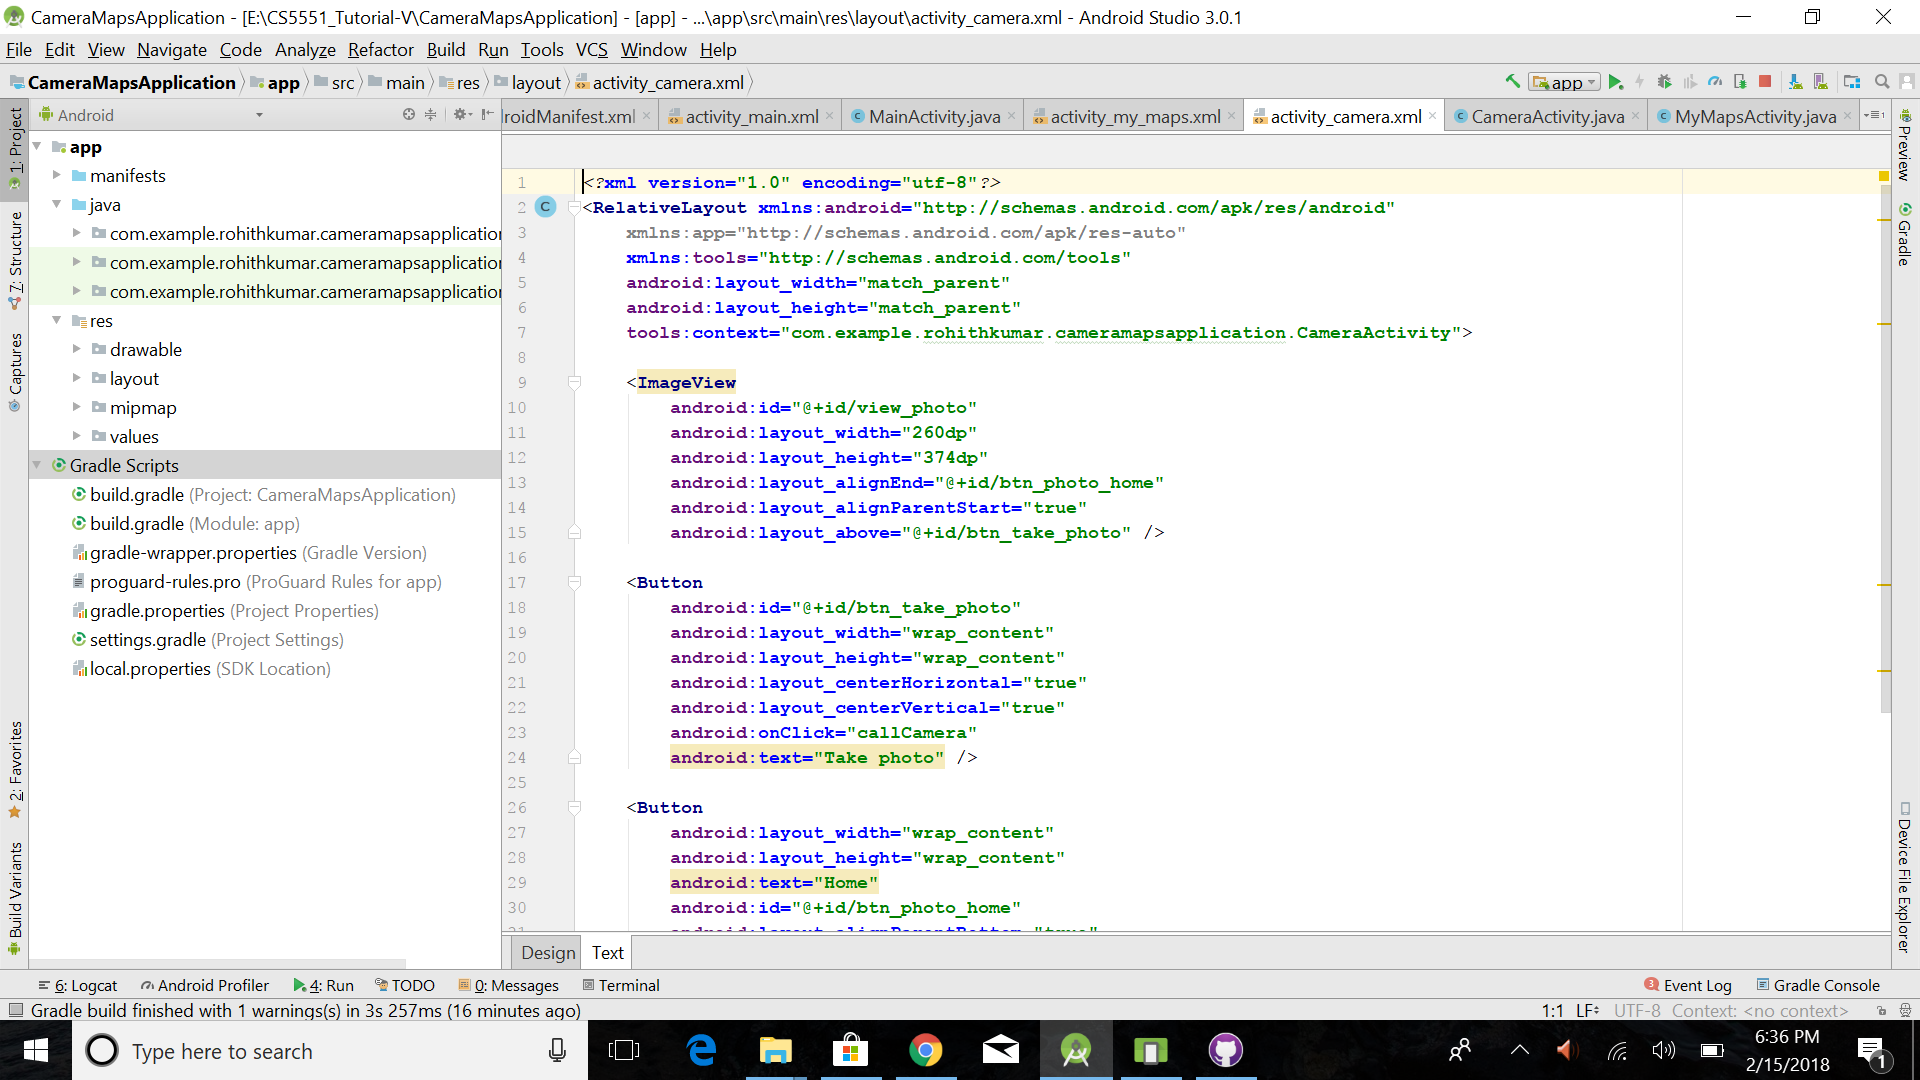 CameraMapsApplication - [E:\CS5551_Tutorial-V\CameraMapsApplication] - [app] - ...\app\src\main\res\layout\activity_camera.xml - Android Studio 3.0.1
File Edit View Navigate Code Analyze Refactor Build Run Tools VCS Window Help
CameraMapsApplication app src main res layout activity_camera.xml
app
Android
roidManifest.xml activity_main.xml MainActivity.java activity_my_maps.xml activity_camera.xml CameraActivity.java MyMapsActivity.java
1: Project
7: Structure
Captures
2: Favorites
Build Variants
app
manifests
java
com.example.rohithkumar.cameramapsapplication
com.example.rohithkumar.cameramapsapplication
com.example.rohithkumar.cameramapsapplication
res
drawable
layout
mipmap
values
Gradle Scripts
build.gradle (Project: CameraMapsApplication)
build.gradle (Module: app)
gradle-wrapper.properties (Gradle Version)
proguard-rules.pro (ProGuard Rules for app)
gradle.properties (Project Properties)
settings.gradle (Project Settings)
local.properties (SDK Location)
1 <?xml version="1.0" encoding="utf-8"?>
2 C <RelativeLayout xmlns:android="http://schemas.android.com/apk/res/android"
3 xmlns:app="http://schemas.android.com/apk/res-auto"
4 xmlns:tools="http://schemas.android.com/tools"
5 android:layout_width="match_parent"
6 android:layout_height="match_parent"
7 tools:context="com.example.rohithkumar.cameramapsapplication.CameraActivity">
8
9 <ImageView
10 android:id="@+id/view_photo"
11 android:layout_width="260dp"
12 android:layout_height="374dp"
13 android:layout_alignEnd="@+id/btn_photo_home"
14 android:layout_alignParentStart="true"
15 android:layout_above="@+id/btn_take_photo" />
16
17 <Button
18 android:id="@+id/btn_take_photo"
19 android:layout_width="wrap_content"
20 android:layout_height="wrap_content"
21 android:layout_centerHorizontal="true"
22 android:layout_centerVertical="true"
23 android:onClick="callCamera"
24 android:text="Take photo" />
25
26 <Button
27 android:layout_width="wrap_content"
28 android:layout_height="wrap_content"
29 android:text="Home"
30 android:id="@+id/btn_photo_home"
31 android:layout_alignParentBottom="true"
Preview
Gradle
Device File Explorer
Design Text
6: Logcat Android Profiler 4: Run TODO 0: Messages Terminal 3 Event Log Gradle Console
Gradle build finished with 1 warnings(s) in 3s 257ms (16 minutes ago) 1:1 LF UTF-8 Context: <no context>
Type here to search
6:36 PM
2/15/2018
1